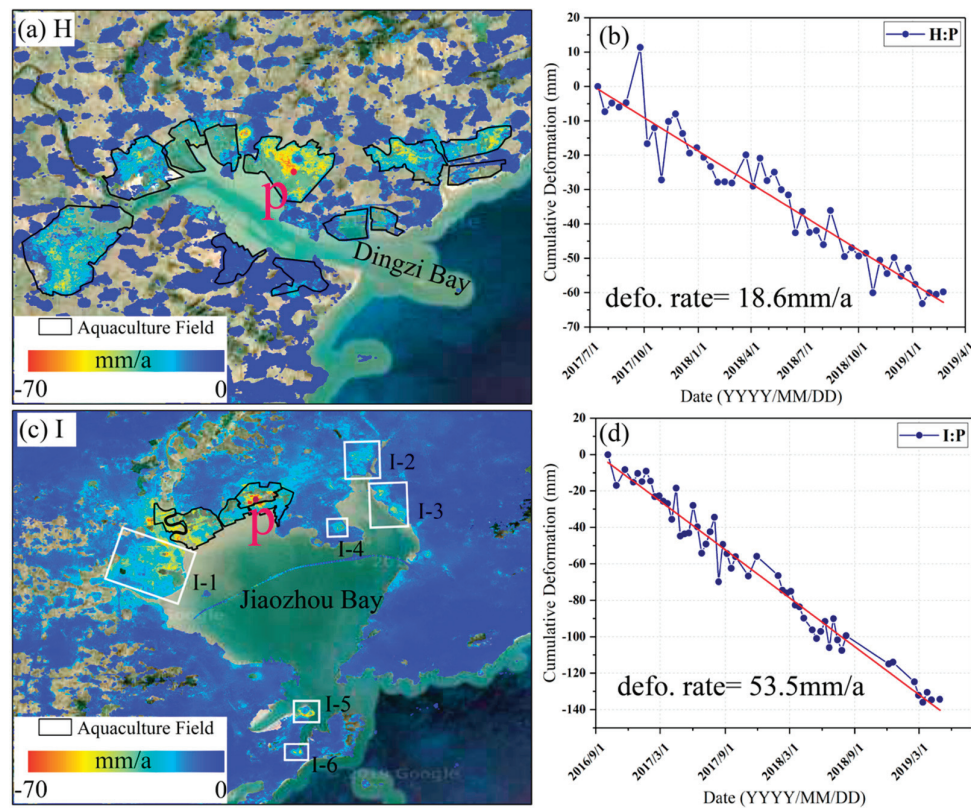 (a) H
p
Dingzi Bay
Aquaculture Field
mm/a
-70
0
(b)
H:P
20
10
0
-10
-20
-30
-40
-50
-60
-70
Cumulative Deformation (mm)
defo. rate= 18.6mm/a
2017/7/1
2017/10/1
2018/1/1
2018/4/1
2018/7/1
2018/10/1
2019/1/1
2019/4/1
Date (YYYY/MM/DD)
(c) I
I-2
I-3
p
I-4
I-1
Jiaozhou Bay
I-5
I-6
Aquaculture Field
mm/a
-70
0
Google
(d)
I:P
0
-20
-40
-60
-80
-100
-120
-140
Cumulative Deformation (mm)
defo. rate= 53.5mm/a
2016/9/1
2017/3/1
2017/9/1
2018/3/1
2018/9/1
2019/3/1
Date (YYYY/MM/DD)